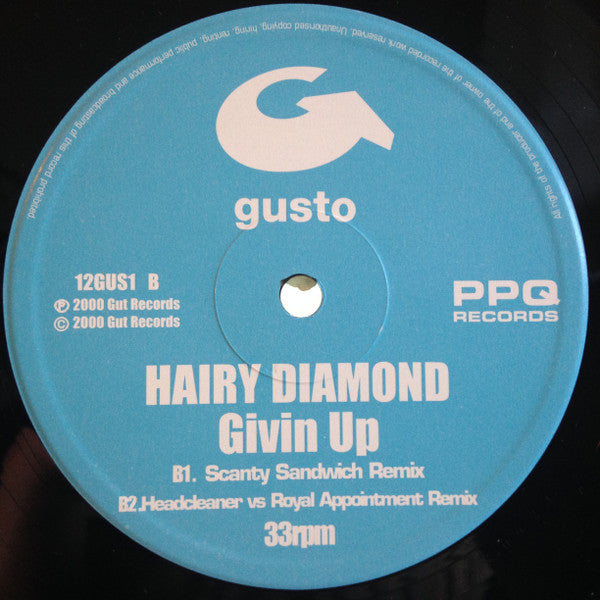 All rights of the producer and of the owner of the recorded work reserved. Unauthorised copying, hiring, renting, public performance and broadcasting of this record prohibited.
gusto
12GUS1 B
℗ 2000 Gut Records
© 2000 Gut Records
PPQ
RECORDS
HAIRY DIAMOND
Givin Up
B1. Scanty Sandwich Remix
B2.Headcleaner vs Royal Appointment Remix
33rpm